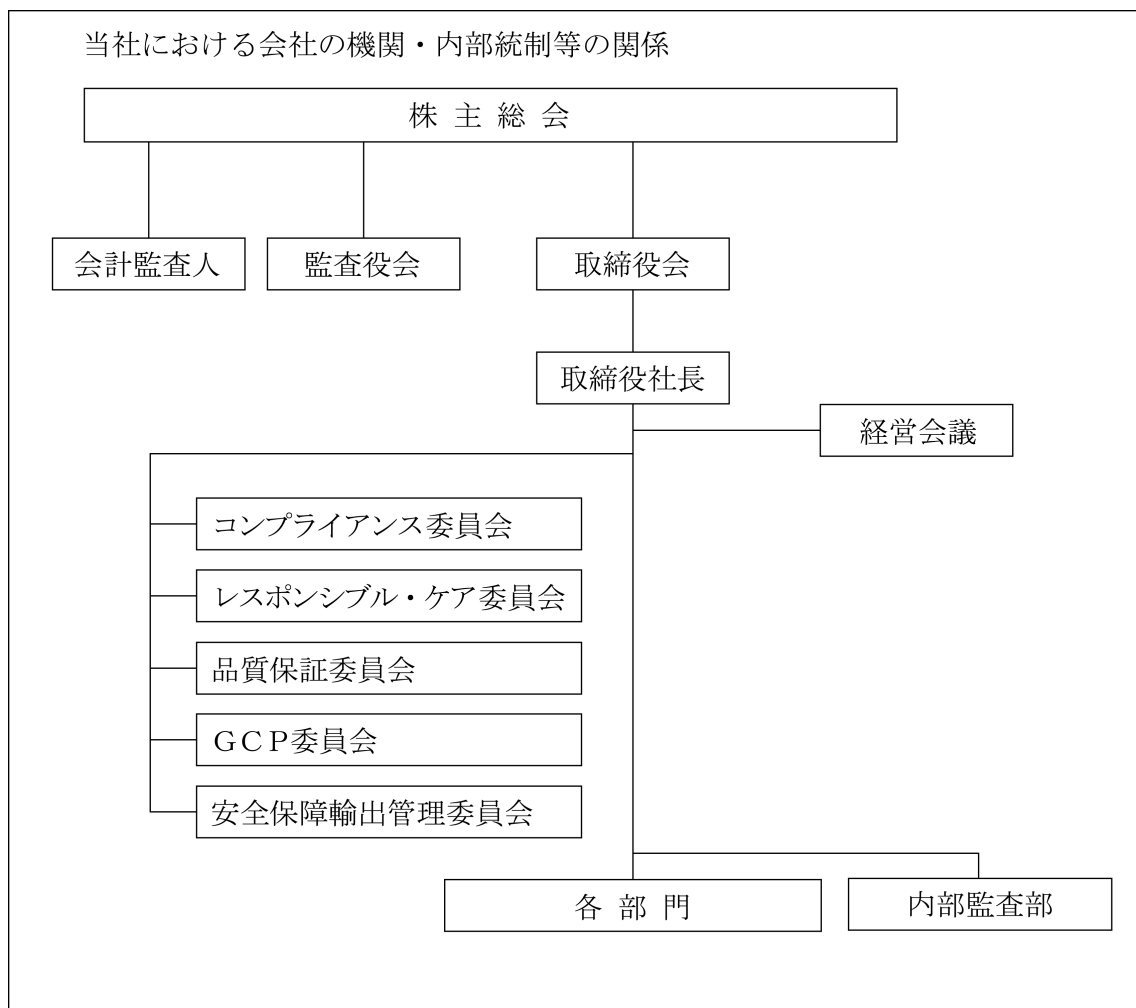 当社における会社の機関・内部統制等の関係
株主総会
会計監査人
監査役会
取締役会
取締役社長
経営会議
コンプライアンス委員会
レスポンシブル・ケア委員会
品質保証委員会
ＧＣＰ委員会
安全保障輸出管理委員会
各部門
内部監査部